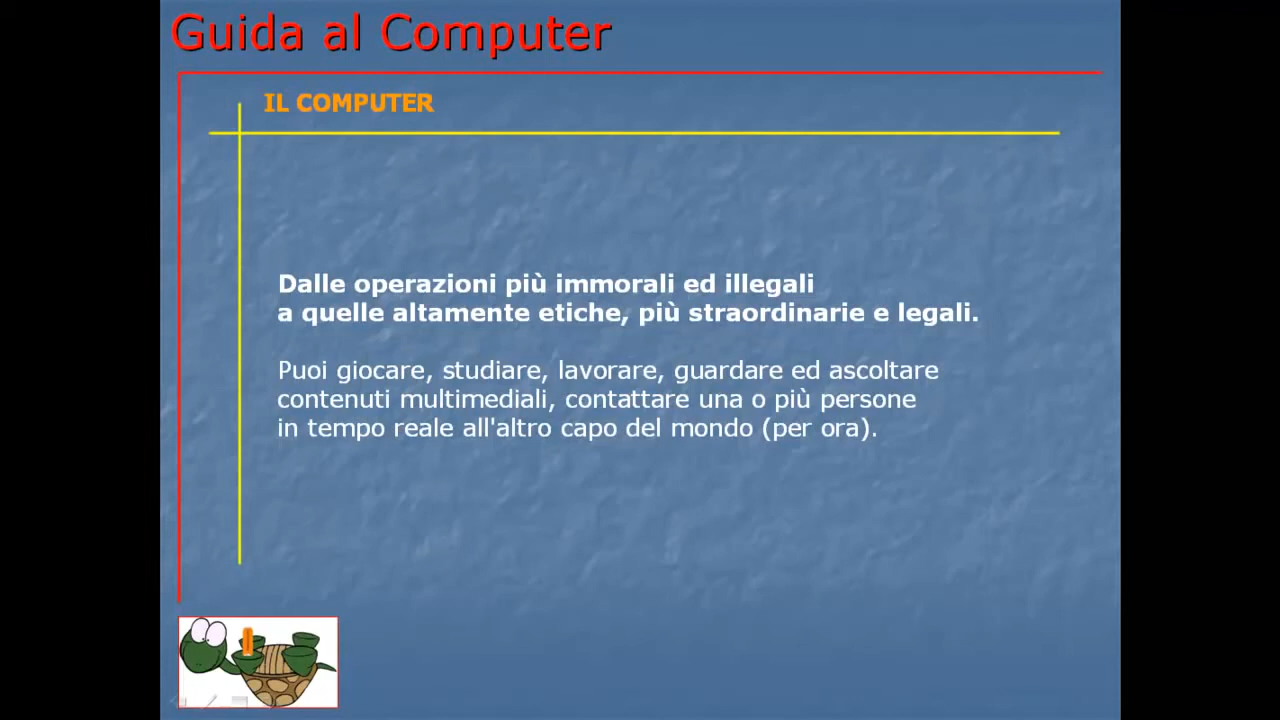 Guida al Computer
IL COMPUTER
Dalle operazioni più immorali ed illegali
a quelle altamente etiche, più straordinarie e legali.
Puoi giocare, studiare, lavorare, guardare ed ascoltare
contenuti multimediali, contattare una o più persone
in tempo reale all'altro capo del mondo (per ora).